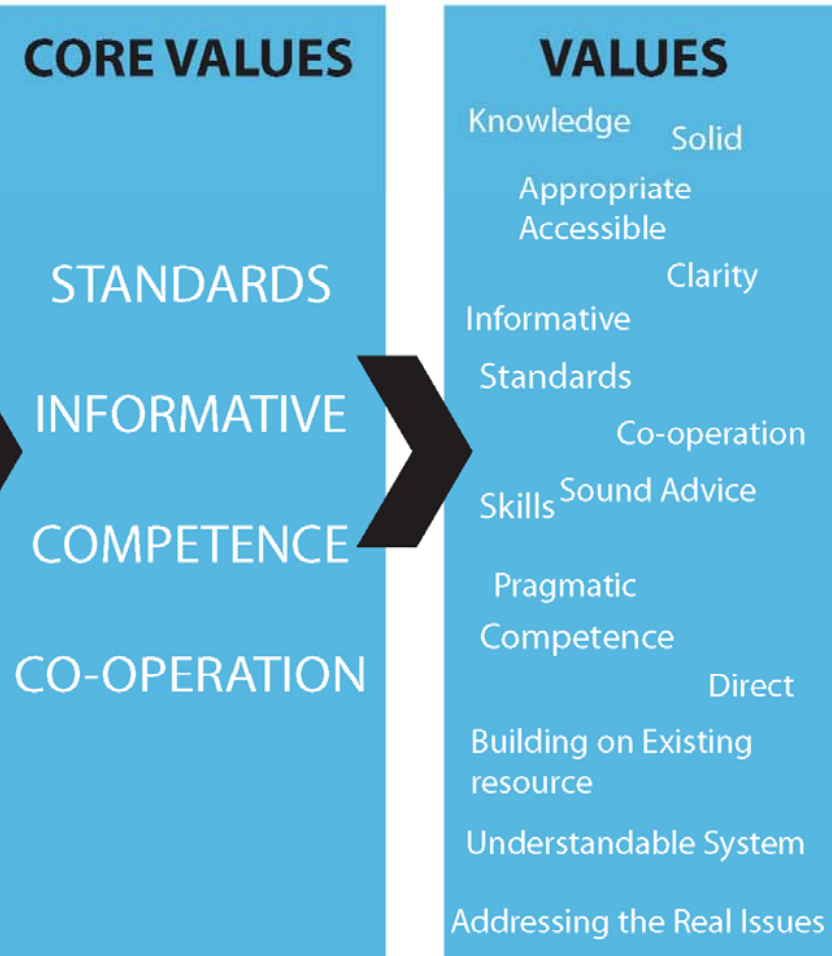 CORE VALUES
STANDARDS
INFORMATIVE
COMPETENCE
CO-OPERATION
VALUES
Knowledge
Solid
Appropriate
Accessible
Clarity
Informative
Standards
Co-operation
Skills
Sound Advice
Pragmatic
Competence
Direct
Building on Existing
resource
Understandable System
Addressing the Real Issues